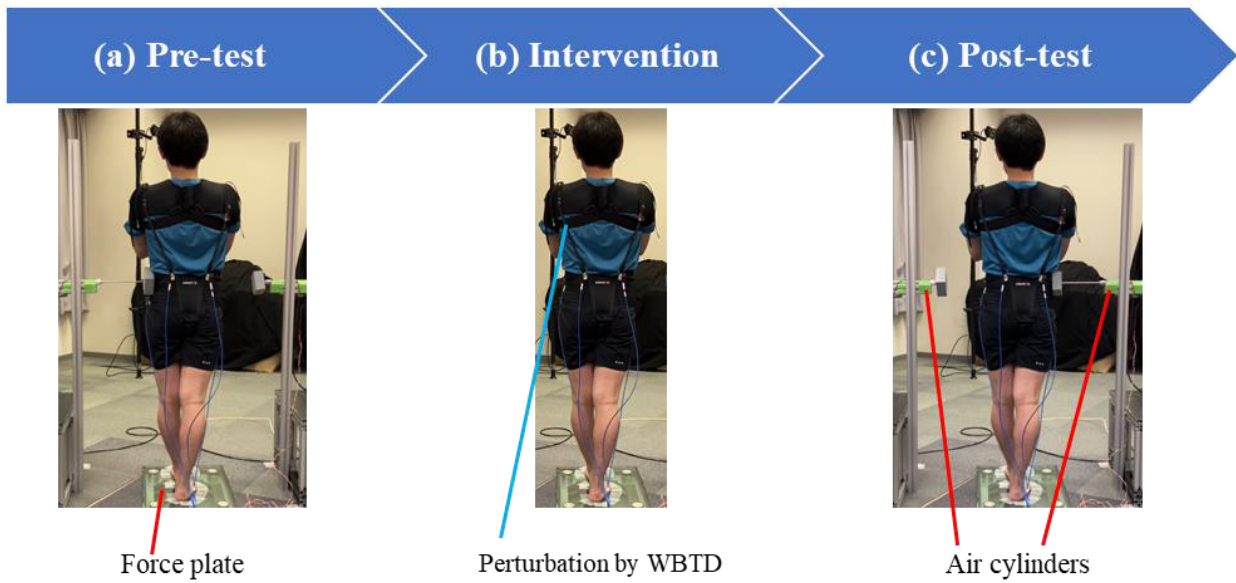 (a) Pre-test
(b) Intervention
(c) Post-test
Force plate
Perturbation by WBTD
Air cylinders